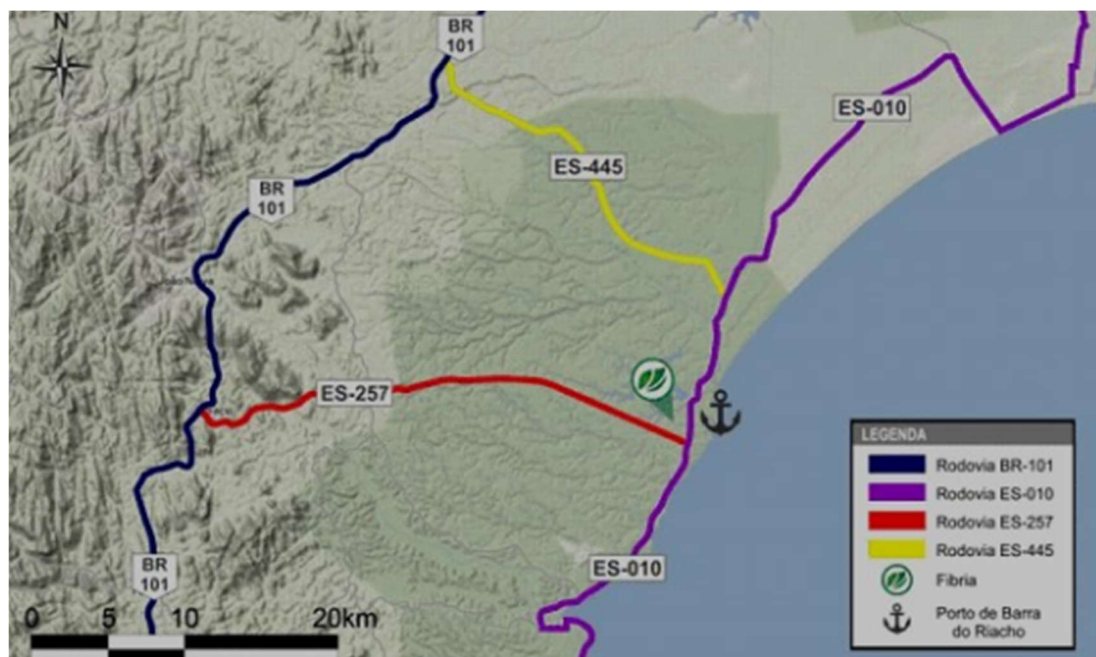 N
BR
101
ES-010
ES-445
BR
101
ES-257
ES-010
BR
101
0 5 10 20km
LEGENDA
Rodovia BR-101
Rodovia ES-010
Rodovia ES-257
Rodovia ES-445
Fibria
Porto de Barra
do Riacho